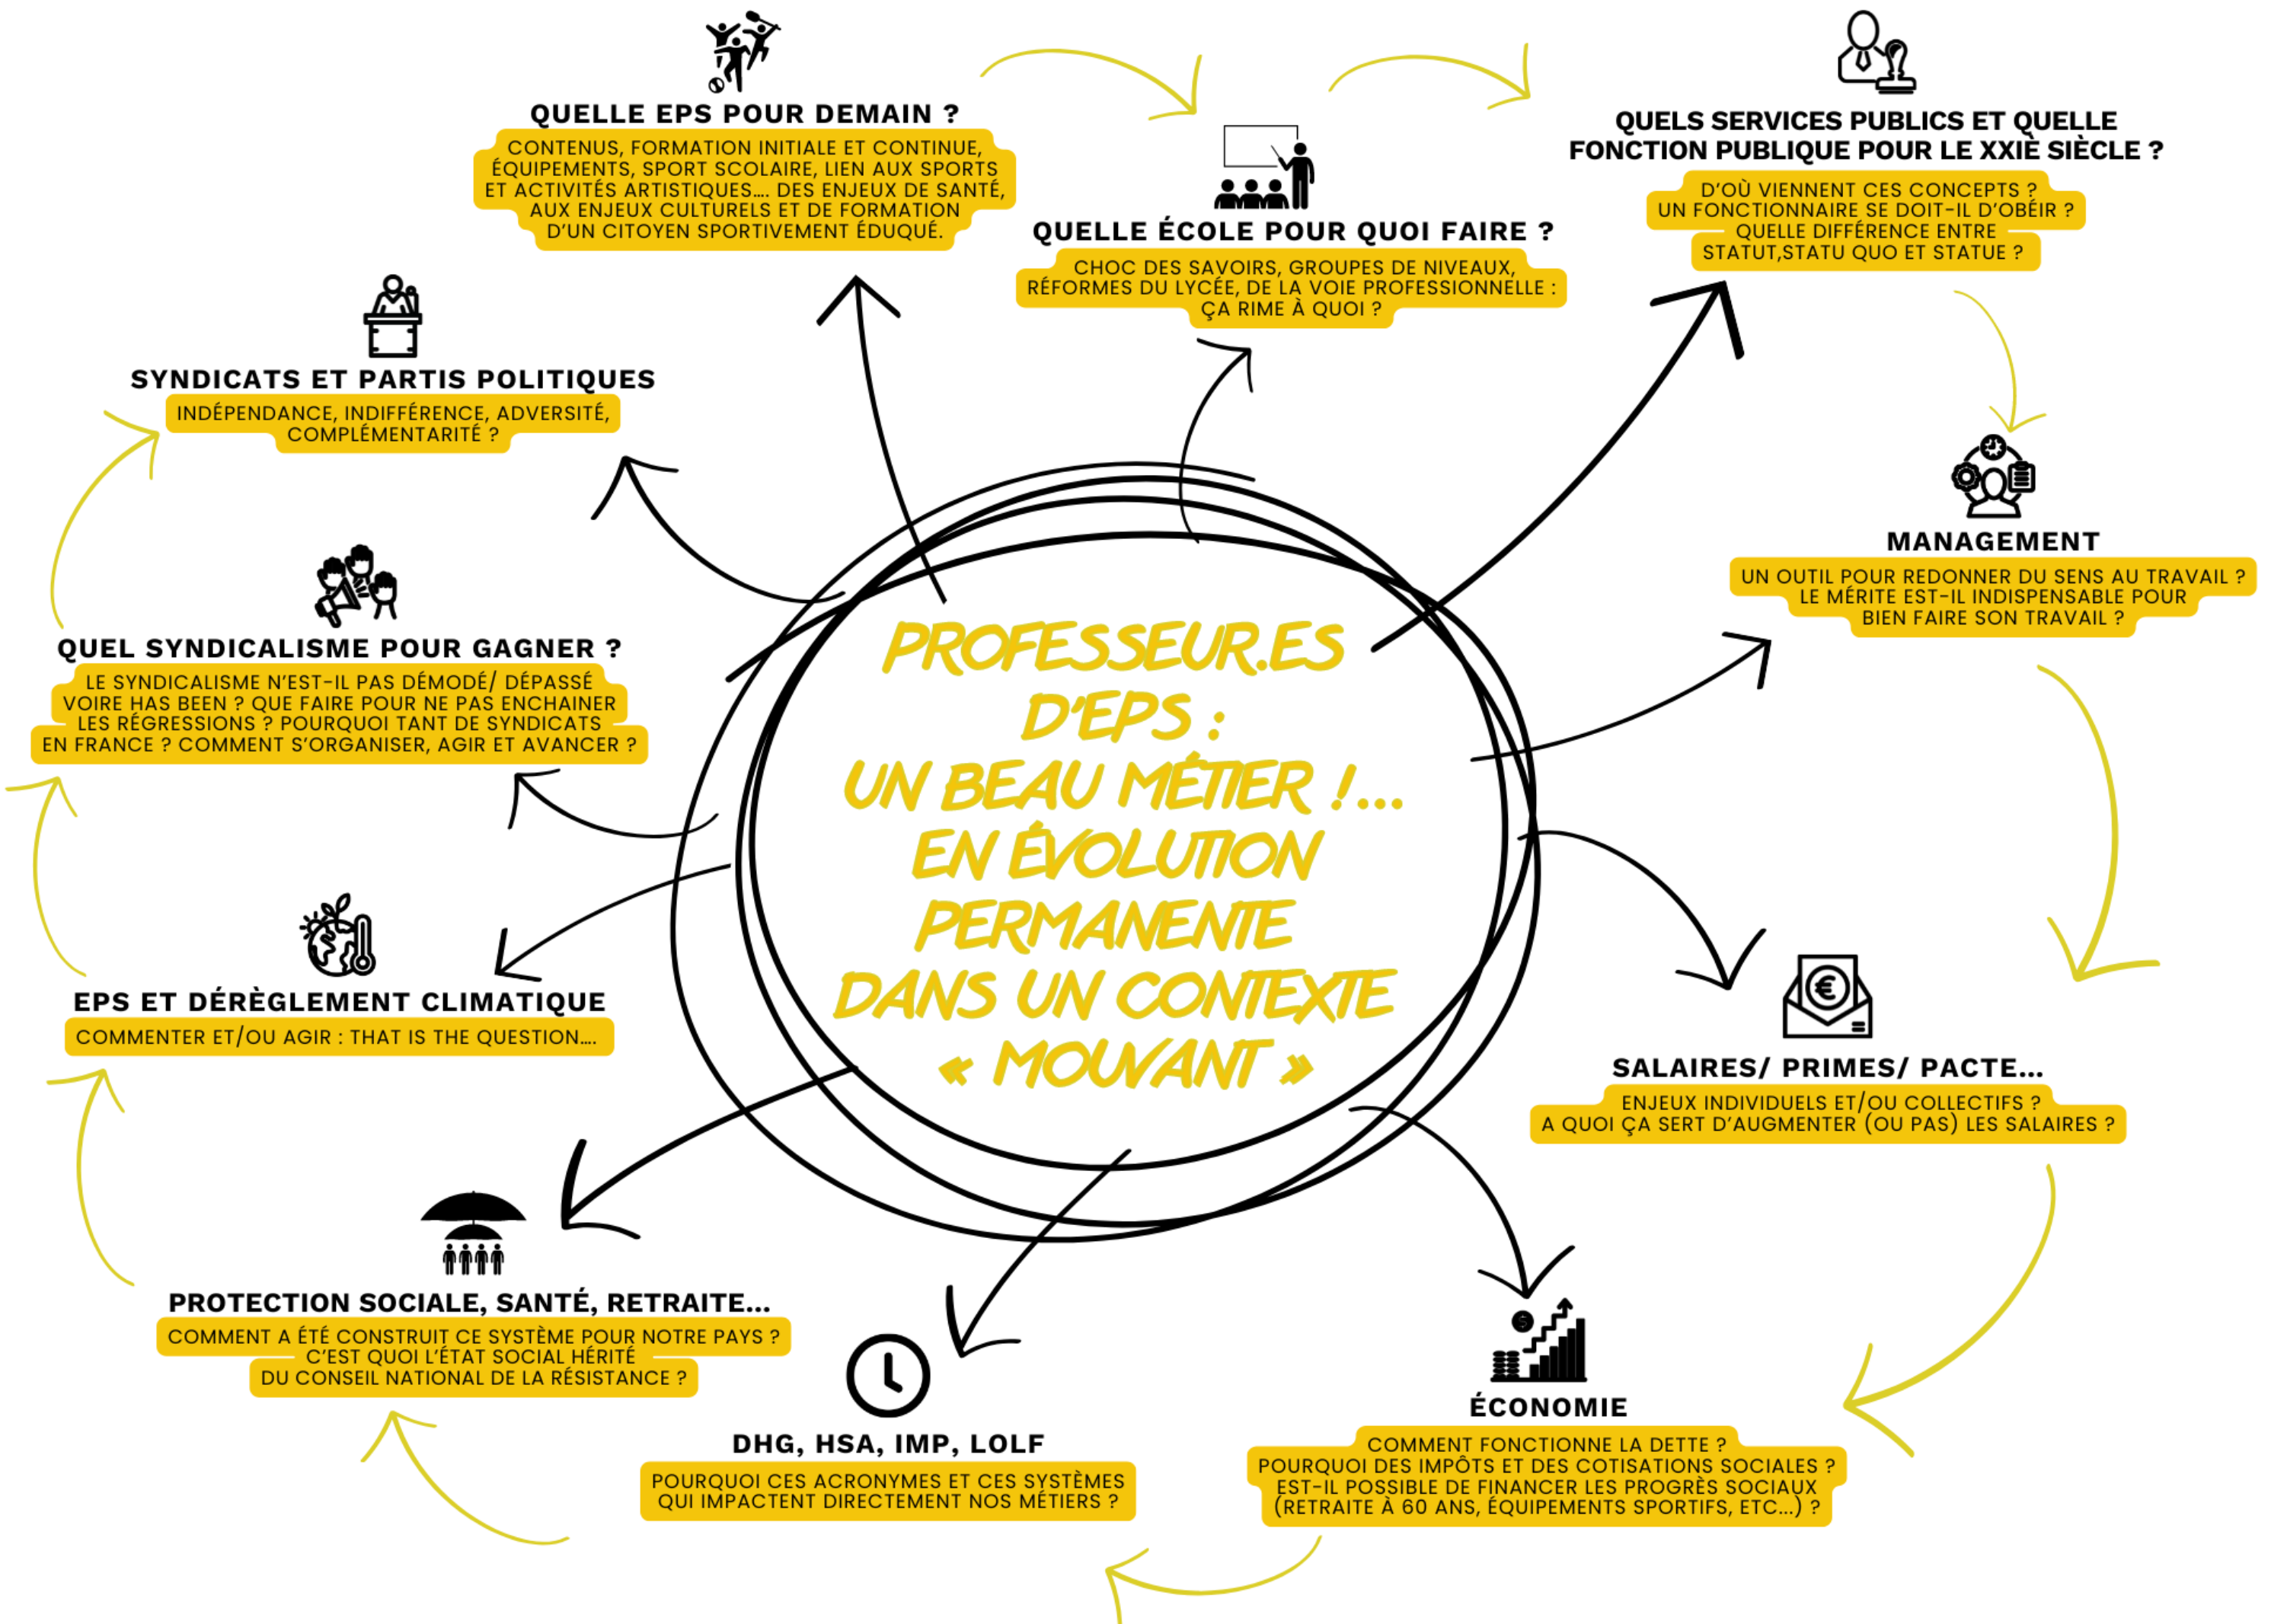 QUELLE EPS POUR DEMAIN ?
CONTENUS, FORMATION INITIALE ET CONTINUE,
ÉQUIPEMENTS, SPORT SCOLAIRE, LIEN AUX SPORTS
ET ACTIVITÉS ARTISTIQUES.... DES ENJEUX DE SANTÉ,
AUX ENJEUX CULTURELS ET DE FORMATION
D'UN CITOYEN SPORTIVEMENT ÉDUQUÉ.
QUELLE ÉCOLE POUR QUOI FAIRE ?
CHOC DES SAVOIRS, GROUPES DE NIVEAUX,
RÉFORMES DU LYCÉE, DE LA VOIE PROFESSIONNELLE :
ÇA RIME À QUOI ?
QUELS SERVICES PUBLICS ET QUELLE
FONCTION PUBLIQUE POUR LE XXIÈ SIÈCLE ?
D'OÙ VIENNENT CES CONCEPTS ?
UN FONCTIONNAIRE SE DOIT-IL D'OBÉIR ?
QUELLE DIFFÉRENCE ENTRE
STATUT,STATU QUO ET STATUE ?
MANAGEMENT
UN OUTIL POUR REDONNER DU SENS AU TRAVAIL ?
LE MÉRITE EST-IL INDISPENSABLE POUR
BIEN FAIRE SON TRAVAIL ?
SALAIRES/ PRIMES/ PACTE...
ENJEUX INDIVIDUELS ET/OU COLLECTIFS ?
A QUOI ÇA SERT D'AUGMENTER (OU PAS) LES SALAIRES ?
ÉCONOMIE
COMMENT FONCTIONNE LA DETTE ?
POURQUOI DES IMPÔTS ET DES COTISATIONS SOCIALES ?
EST-IL POSSIBLE DE FINANCER LES PROGRÈS SOCIAUX
(RETRAITE À 60 ANS, ÉQUIPEMENTS SPORTIFS, ETC...) ?
DHG, HSA, IMP, LOLF
POURQUOI CES ACRONYMES ET CES SYSTÈMES
QUI IMPACTENT DIRECTEMENT NOS MÉTIERS ?
PROTECTION SOCIALE, SANTÉ, RETRAITE...
COMMENT A ÉTÉ CONSTRUIT CE SYSTÈME POUR NOTRE PAYS ?
C'EST QUOI L'ÉTAT SOCIAL HÉRITÉ
DU CONSEIL NATIONAL DE LA RÉSISTANCE ?
EPS ET DÉRÈGLEMENT CLIMATIQUE
COMMENTER ET/OU AGIR : THAT IS THE QUESTION....
QUEL SYNDICALISME POUR GAGNER ?
LE SYNDICALISME N'EST-IL PAS DÉMODÉ/ DÉPASSÉ
VOIRE HAS BEEN ? QUE FAIRE POUR NE PAS ENCHAINER
LES RÉGRESSIONS ? POURQUOI TANT DE SYNDICATS
EN FRANCE ? COMMENT S'ORGANISER, AGIR ET AVANCER ?
SYNDICATS ET PARTIS POLITIQUES
INDÉPENDANCE, INDIFFÉRENCE, ADVERSITÉ,
COMPLÉMENTARITÉ ?
PROFESSEUR.ES
D'EPS :
UN BEAU MÉTIER !...
EN ÉVOLUTION
PERMANENTE
DANS UN CONTEXTE
« MOUVANT »